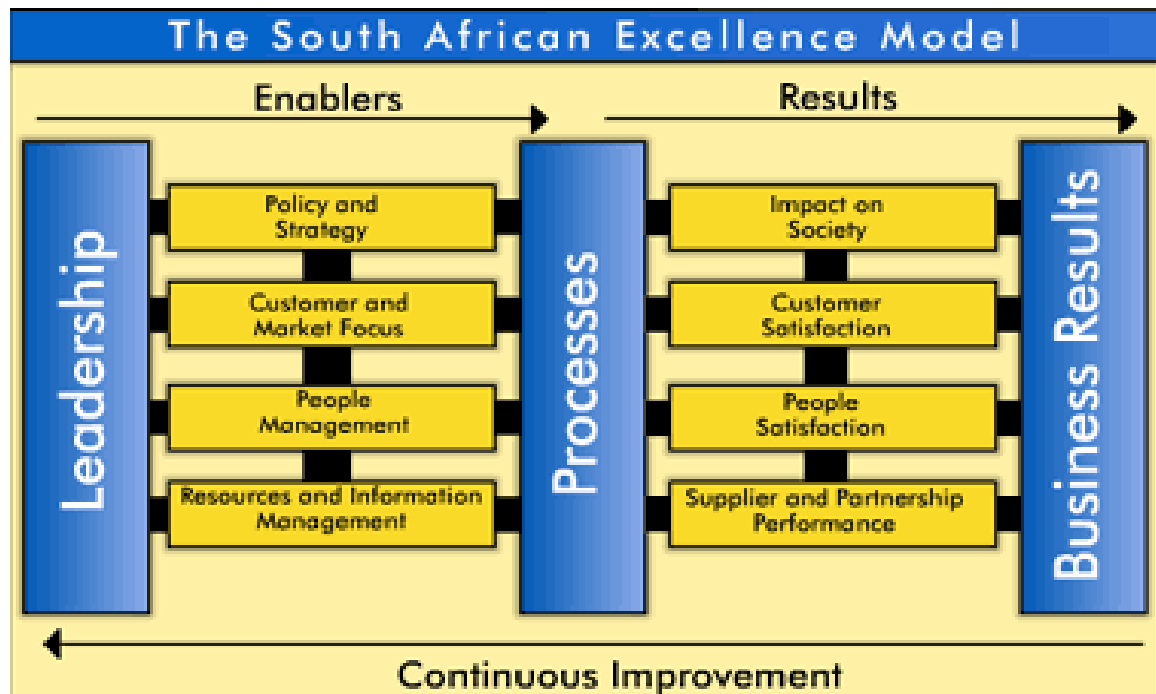 The South African Excellence Model
Enablers
Results
Leadership
Policy and
Strategy
Customer and
Market Focus
People
Management
Resources and Information
Management
Processes
Impact on
Society
Customer
Satisfaction
People
Satisfaction
Supplier and Partnership
Performance
Business Results
Continuous Improvement